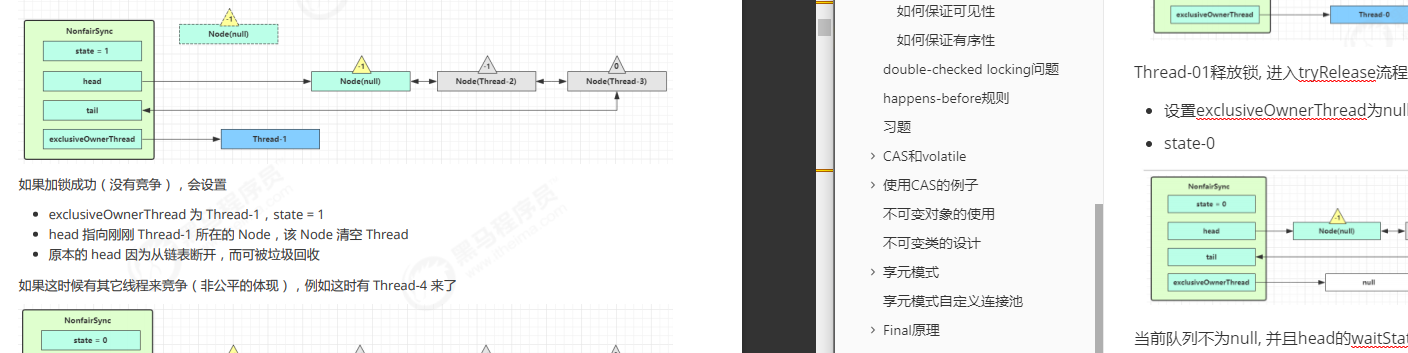 -1
Node(null)
NonfairSync
state = 1
head
-1
Node(null)
-1
Node(Thread-2)
0
Node(Thread-3)
tail
exclusiveOwnerThread
Thread-1
如果加锁成功（没有竞争），会设置
exclusiveOwnerThread 为 Thread-1，state = 1
head 指向刚刚 Thread-1 所在的 Node，该 Node 清空 Thread
原本的 head 因为从链表断开，而可被垃圾回收
如果这时候有其它线程来竞争（非公平的体现），例如这时有 Thread-4 来了
NonfairSync
state = 0
黑马程序员
如何保证可见性
如何保证有序性
double-checked locking问题
happens-before规则
习题
CAS和volatile
使用CAS的例子
不可变对象的使用
不可变类的设计
享元模式
享元模式自定义连接池
Final原理
exclusiveOwnerThread
Thread-0
Thread-01释放锁, 进入tryRelease流程
设置exclusiveOwnerThread为null
state-0
NonfairSync
state = 0
head
-1
Node(null)
tail
exclusiveOwnerThread
null
当前队列不为null, 并且head的waitStat